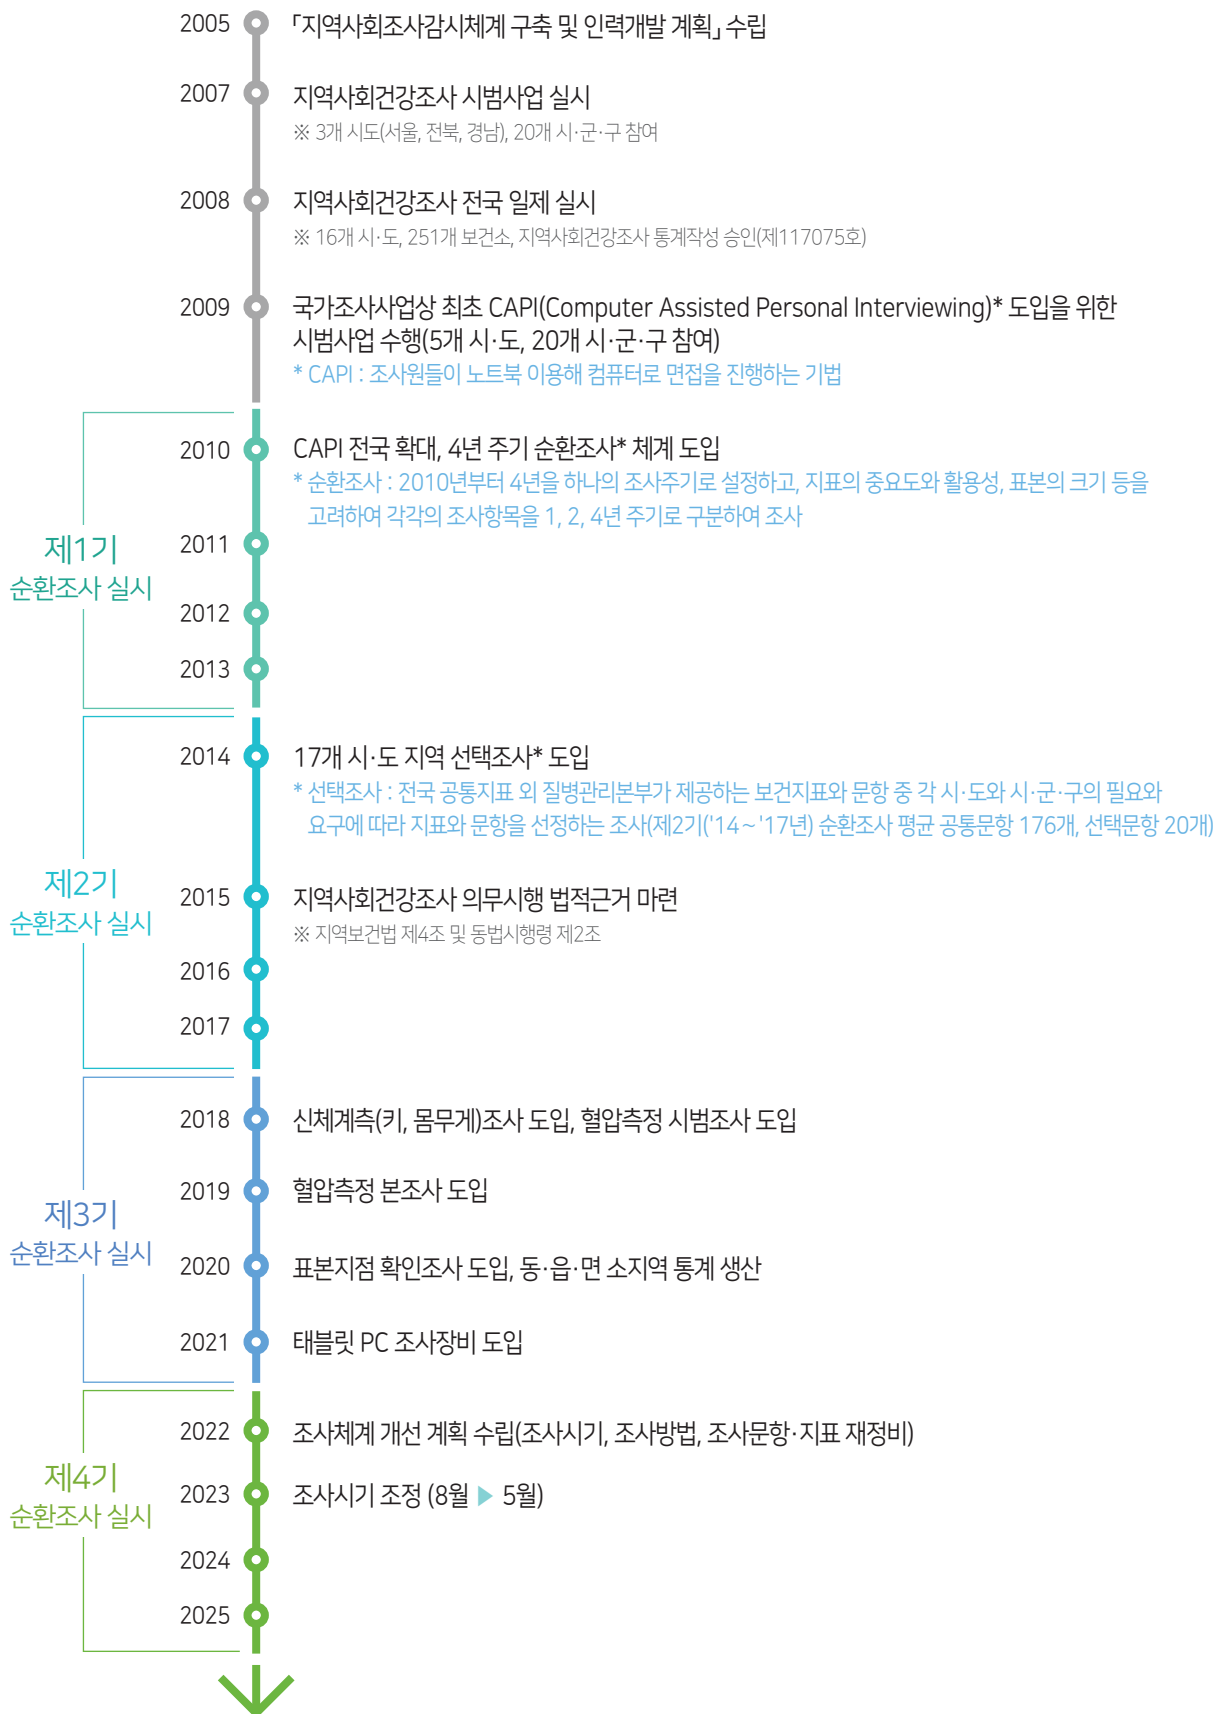 2005 「지역사회조사감시체계 구축 및 인력개발 계획」 수립
2007 지역사회건강조사 시범사업 실시
※ 3개 시도(서울, 전북, 경남), 20개 시·군·구 참여
2008 지역사회건강조사 전국 일제 실시
※ 16개 시·도, 251개 보건소, 지역사회건강조사 통계작성 승인(제117075호)
2009 국가조사사업상 최초 CAPI(Computer Assisted Personal Interviewing)* 도입을 위한
시범사업 수행(5개 시·도, 20개 시·군·구 참여)
* CAPI : 조사원들이 노트북 이용해 컴퓨터로 면접을 진행하는 기법
제1기
순환조사 실시
2010 CAPI 전국 확대, 4년 주기 순환조사* 체계 도입
* 순환조사 : 2010년부터 4년을 하나의 조사주기로 설정하고, 지표의 중요도와 활용성, 표본의 크기 등을
고려하여 각각의 조사항목을 1, 2, 4년 주기로 구분하여 조사
2011
2012
2013
제2기
순환조사 실시
2014 17개 시·도 지역 선택조사* 도입
* 선택조사 : 전국 공통지표 외 질병관리본부가 제공하는 보건지표와 문항 중 각 시·도와 시·군·구의 필요와
요구에 따라 지표와 문항을 선정하는 조사(제2기('14~'17년) 순환조사 평균 공통문항 176개, 선택문항 20개)
2015 지역사회건강조사 의무시행 법적근거 마련
※ 지역보건법 제4조 및 동법시행령 제2조
2016
2017
제3기
순환조사 실시
2018 신체계측(키, 몸무게)조사 도입, 혈압측정 시범조사 도입
2019 혈압측정 본조사 도입
2020 표본지점 확인조사 도입, 동·읍·면 소지역 통계 생산
2021 태블릿 PC 조사장비 도입
제4기
순환조사 실시
2022 조사체계 개선 계획 수립(조사시기, 조사방법, 조사문항·지표 재정비)
2023 조사시기 조정 (8월 ▶ 5월)
2024
2025